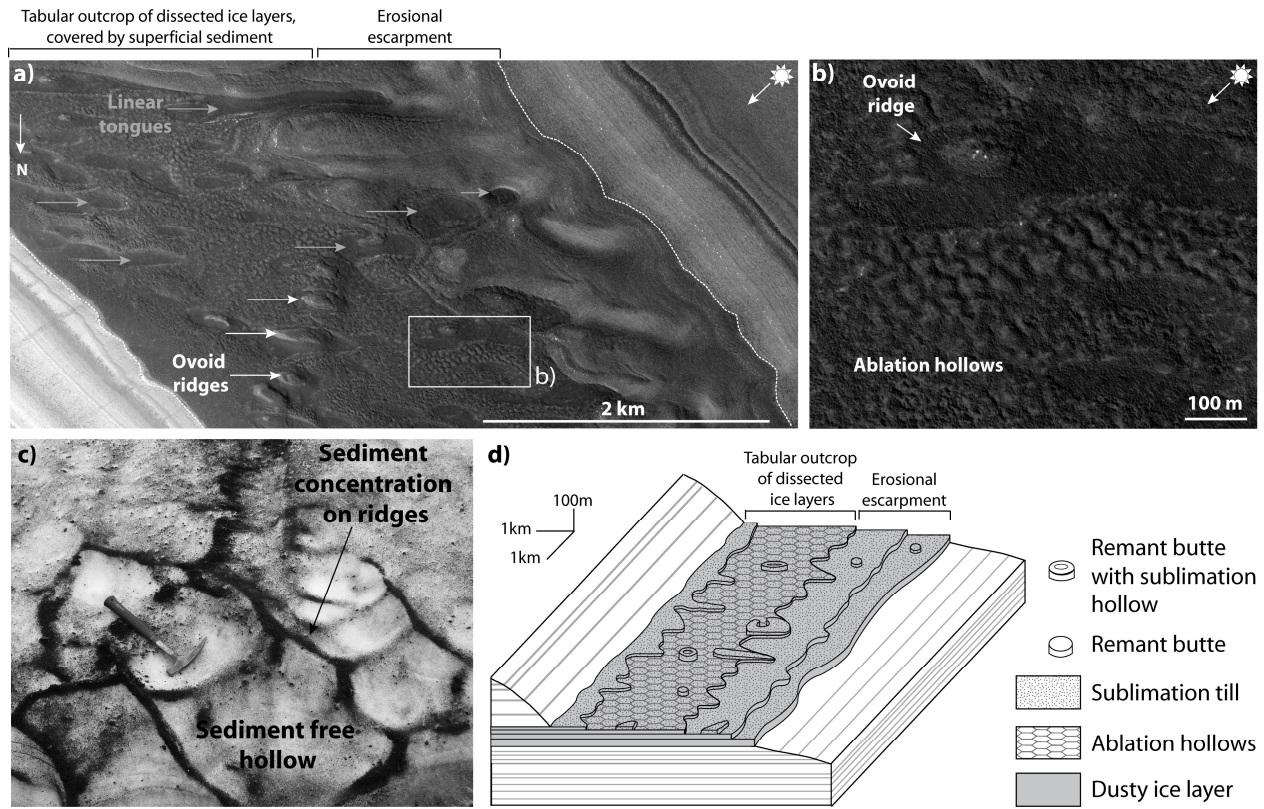 Tabular outcrop of dissected ice layers,
covered by superficial sediment
Erosional
escarpment
a)
Linear
tongues
N
Ovoid
ridges
b)
2 km
b)
Ovoid
ridge
Ablation hollows
100 m
c)
Sediment
concentration
on ridges
Sediment free
hollow
d)
Tabular outcrop
of dissected
ice layers
Erosional
escarpment
100m
1km
1km
Remant butte
with sublimation
hollow
Remant butte
Sublimation till
Ablation hollows
Dusty ice layer